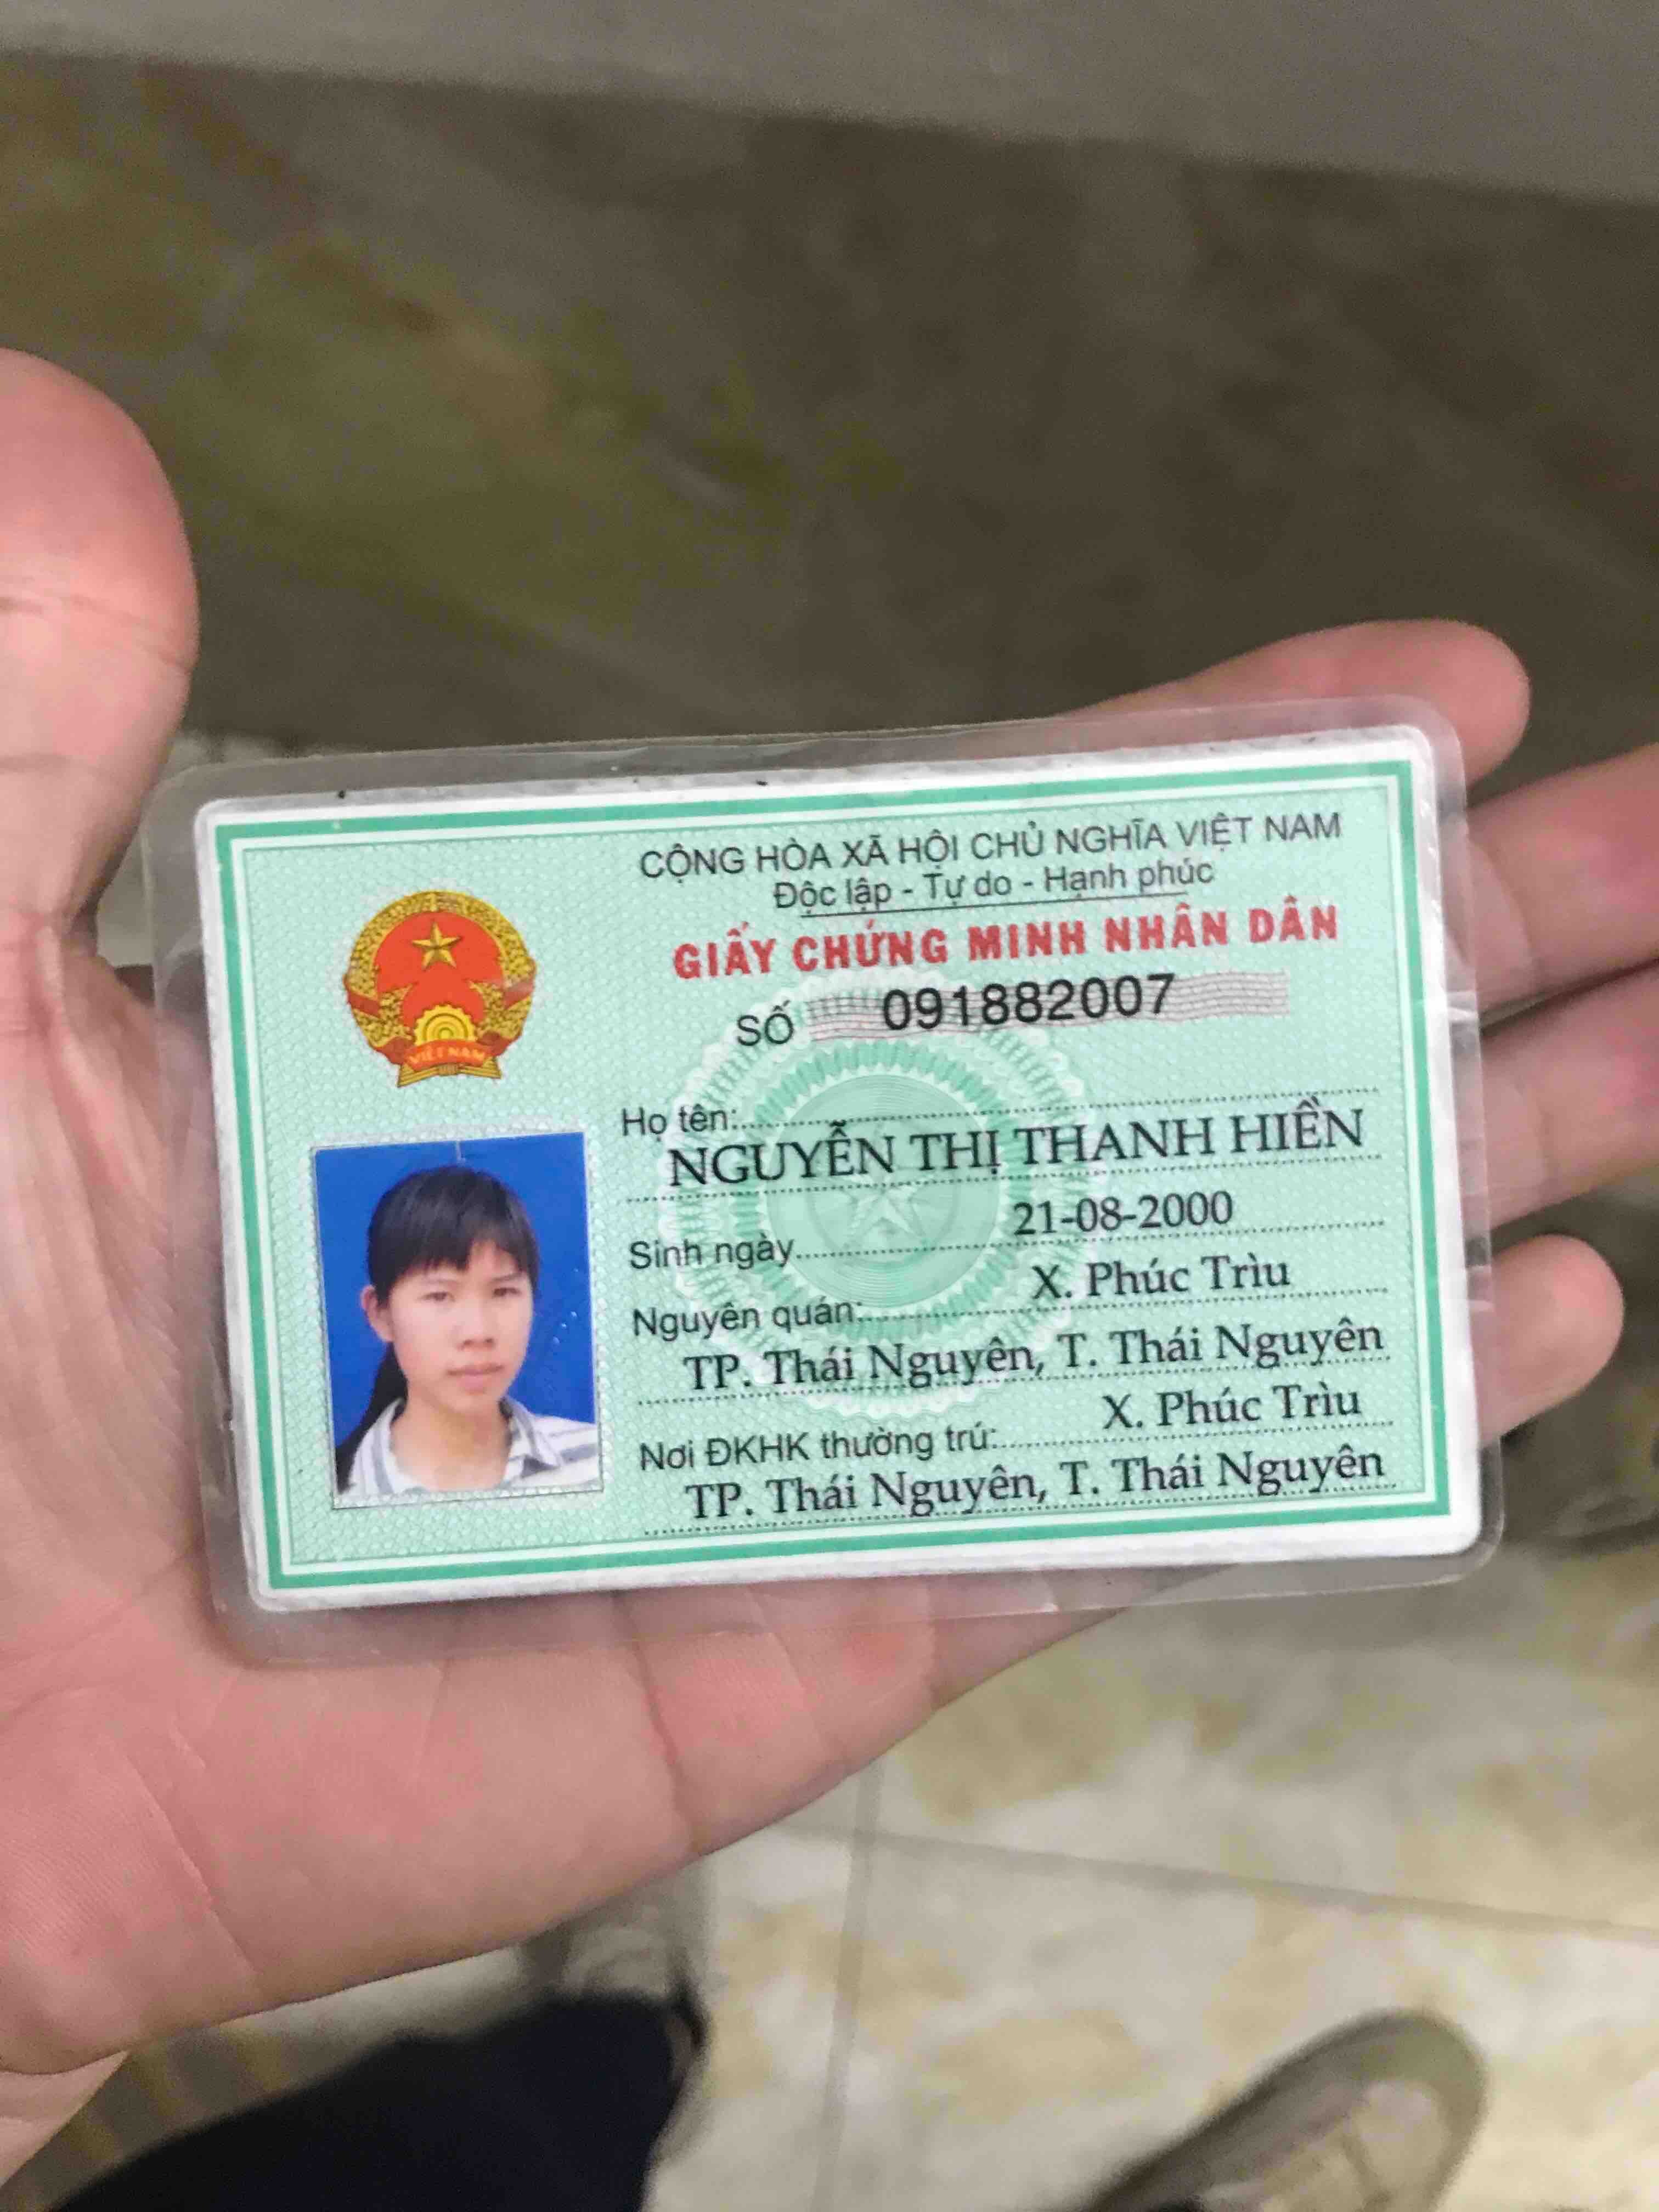 CỘNG HÒA XÃ HỘI CHỦ NGHĨA VIỆT NAM
Độc lập - Tự do - Hạnh phúc
GIẤY CHỨNG MINH NHÂN DÂN
SỐ 091882007
VIỆT NAM
Họ tên:
NGUYỄN THỊ THANH HIỀN
Sinh ngày 21-08-2000
Nguyên quán: X. Phúc Trìu
TP. Thái Nguyên, T. Thái Nguyên
Nơi ĐKHK thường trú: X. Phúc Trìu
TP. Thái Nguyên, T. Thái Nguyên